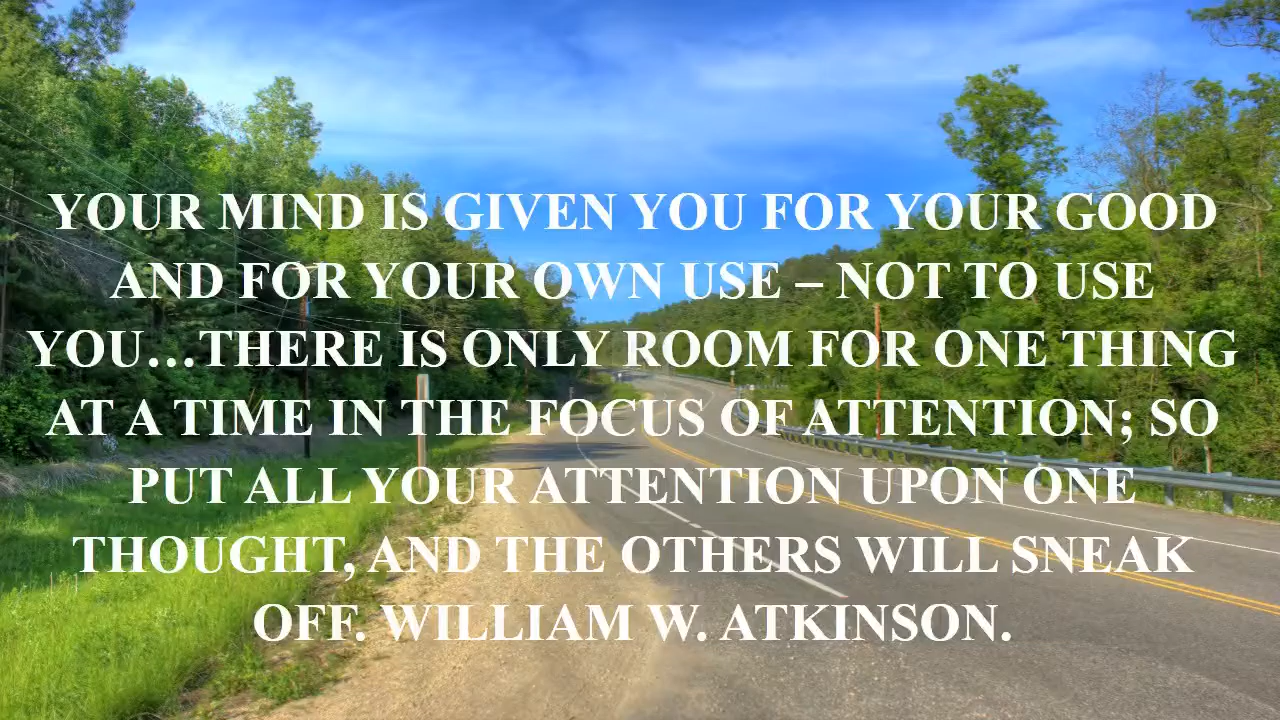 YOUR MIND IS GIVEN YOU FOR YOUR GOOD
AND FOR YOUR OWN USE – NOT TO USE
YOU…THERE IS ONLY ROOM FOR ONE THING
AT A TIME IN THE FOCUS OF ATTENTION; SO
PUT ALL YOUR ATTENTION UPON ONE
THOUGHT, AND THE OTHERS WILL SNEAK
OFF. WILLIAM W. ATKINSON.